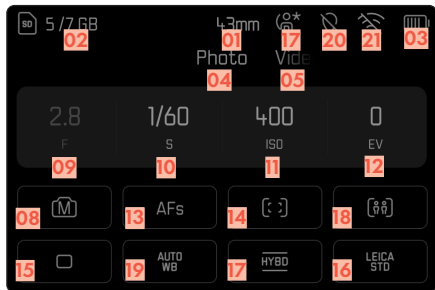 SD 5 / 7 GB 43mm *
02 01 17 20 21 03
Photo Vide
04 05
2.8 1/60 400 0
F S ISO EV
09 10 11 12
M AFs
08 13 14 18
AUTO WB HYBD LEICA STD
15 19 17 16